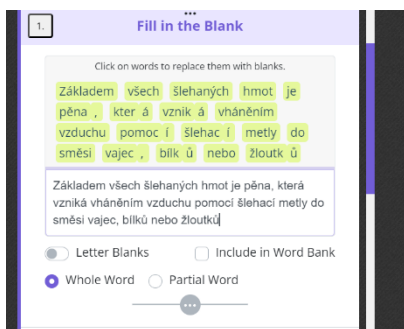 1.
Fill in the Blank
Click on words to replace them with blanks.
Základem všech šlehaných hmot je
pěna , kter á vznik á vháněním
vzduchu pomoc í šlehac í metly do
směsi vajec , bílk ů nebo žloutk ů
Základem všech šlehaných hmot je pěna, která
vzniká vháněním vzduchu pomocí šlehací metly do
směsi vajec, bílků nebo žloutků
Letter Blanks Include in Word Bank
Whole Word Partial Word